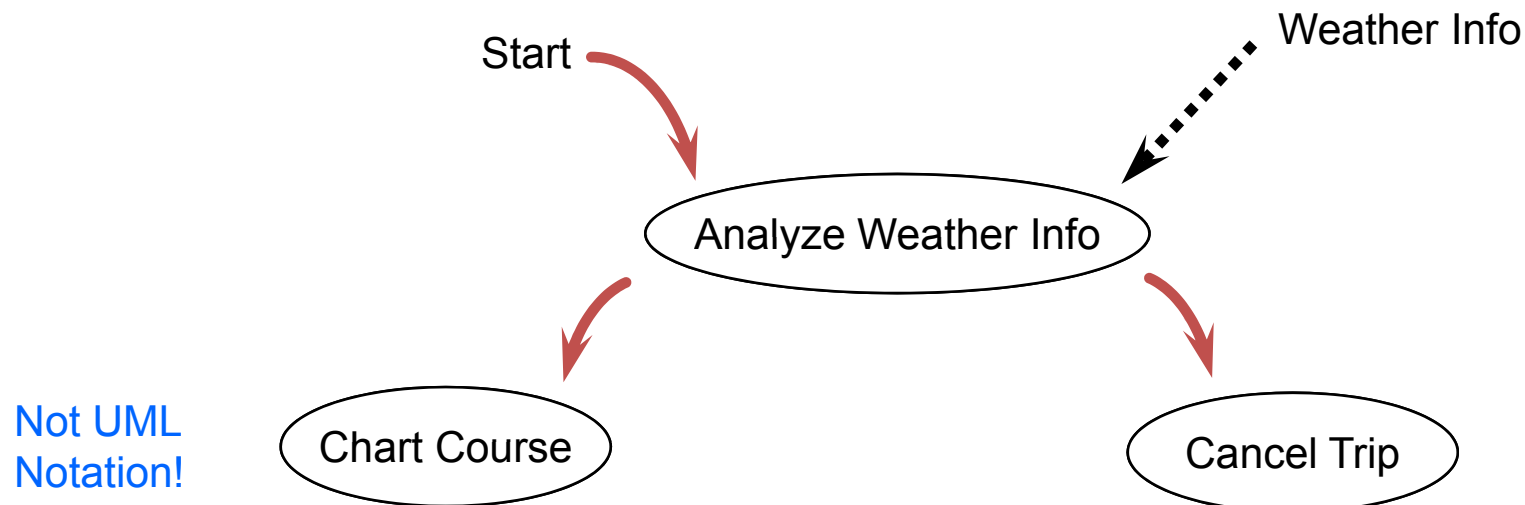 Weather Info
Start
Analyze Weather Info
Not UML
Notation!
Chart Course
Cancel Trip